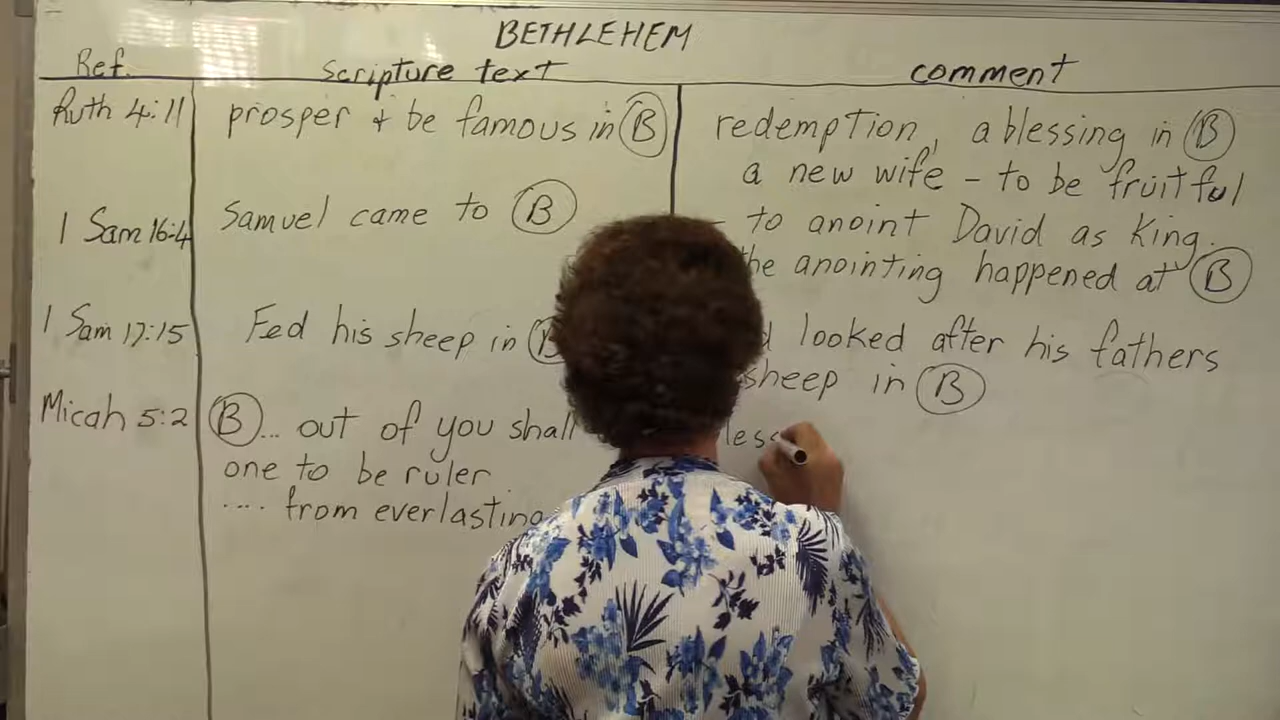 BETHLEHEM
Ref. scripture text comment
Ruth 4:11 prosper + be famous in B redemption, a blessing in B
a new wife - to be fruitful
1 Sam 16:4 Samuel came to B - to anoint David as King.
the anointing happened at B
1 Sam 17:15 Fed his sheep in B looked after his fathers
sheep in B
Micah 5:2 B... out of you shall
one to be ruler
.... from everlasting